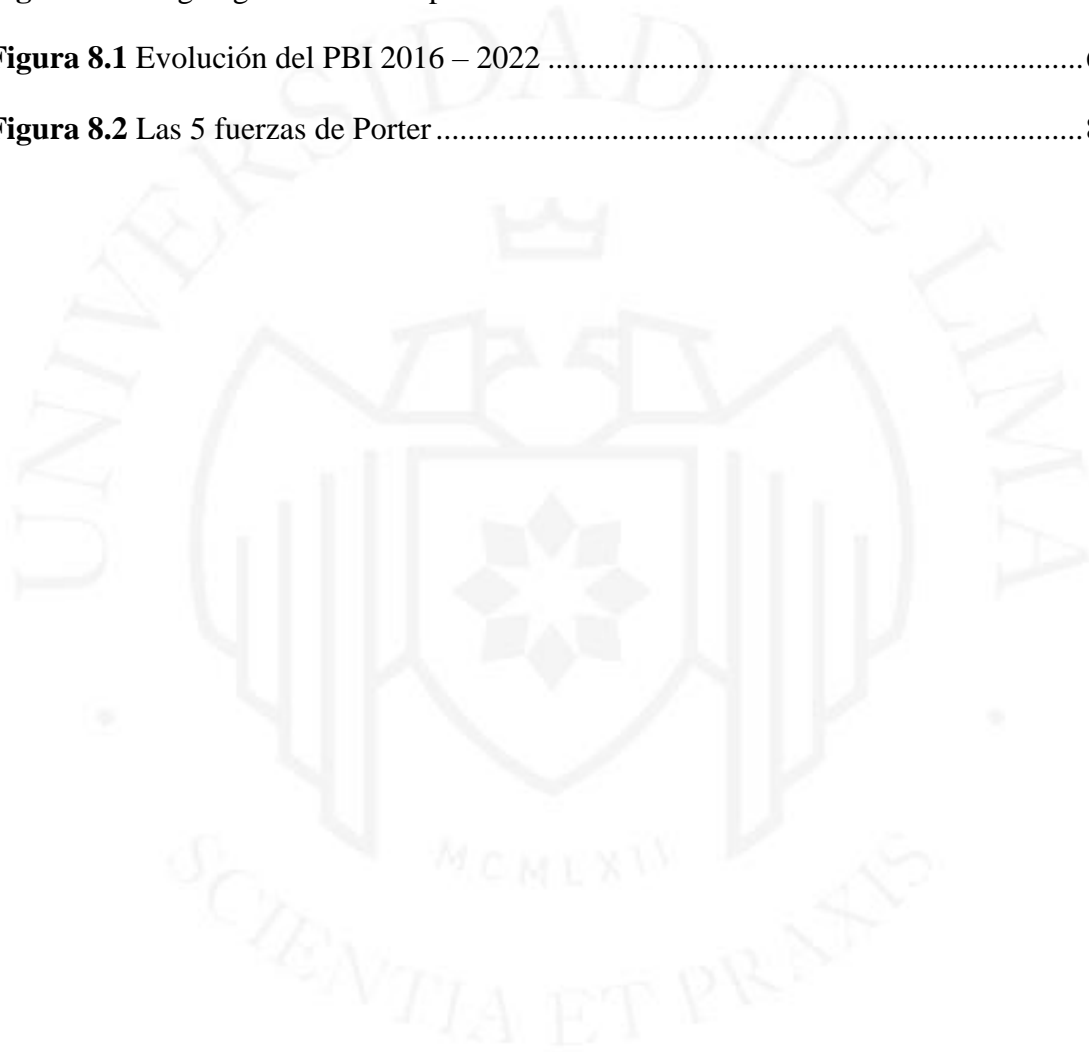 Figura 8.1 Evolución del PBI 2016 – 2022
Figura 8.2 Las 5 fuerzas de Porter
UNIVERSIDAD DE LIMA
MCMLXII
SCIENTIA ET PRAXIS